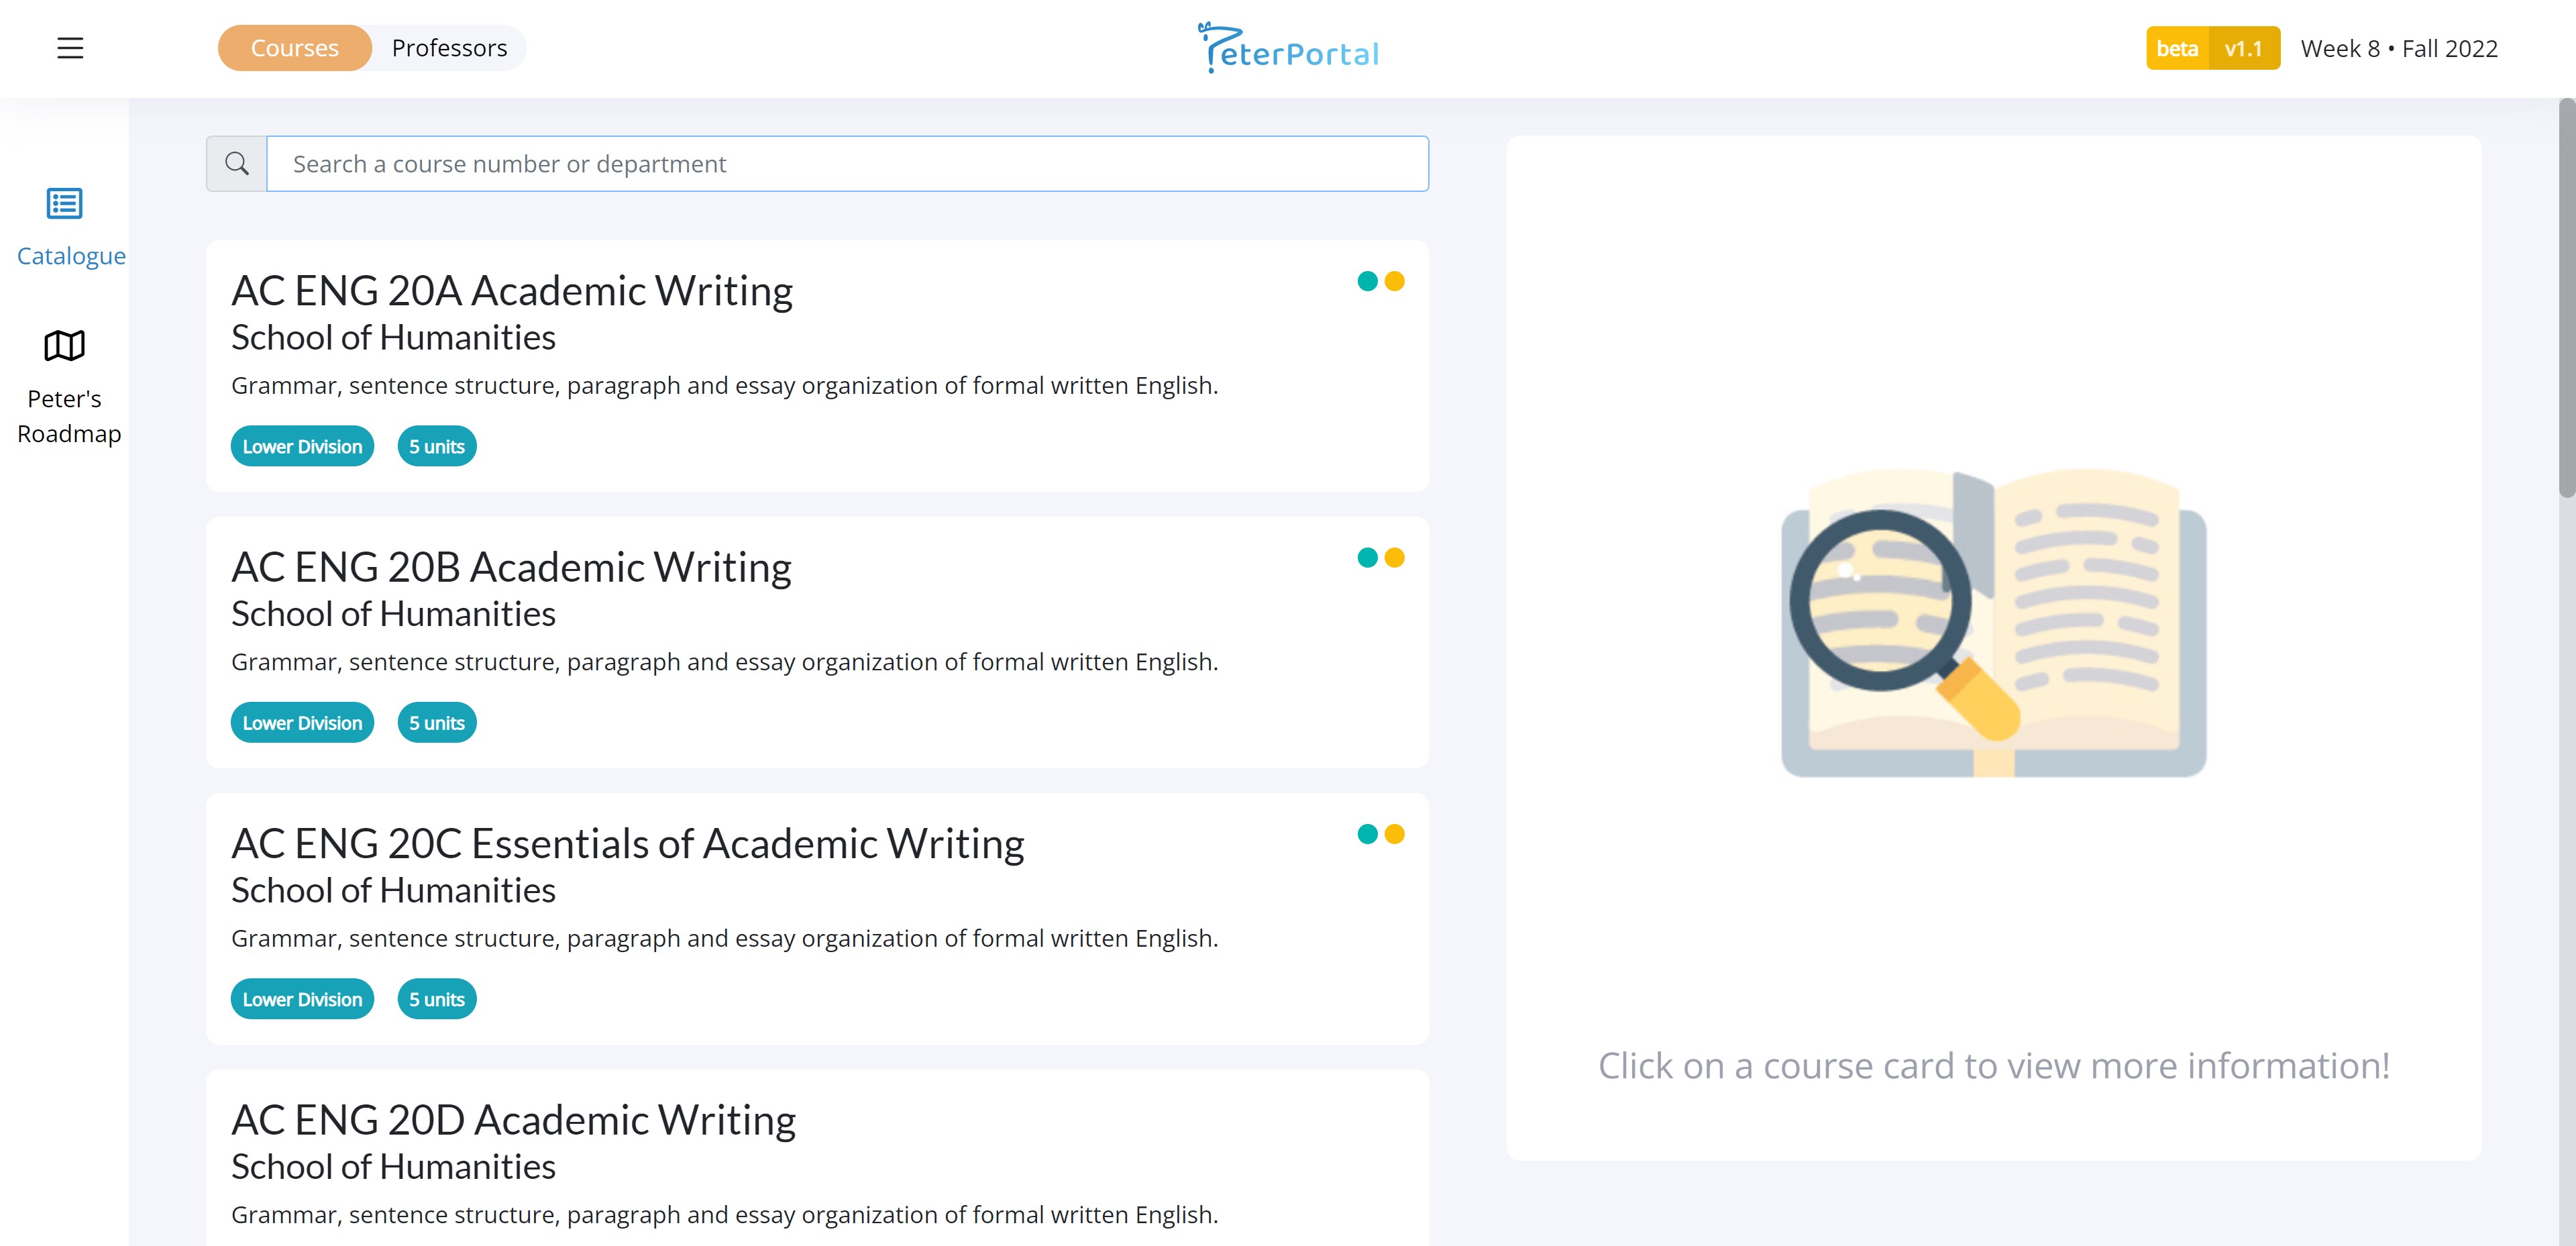 Courses Professors
PeterPortal
beta v1.1 Week 8 • Fall 2022
Catalogue
Peter's
Roadmap
Search a course number or department
AC ENG 20A Academic Writing
School of Humanities
Grammar, sentence structure, paragraph and essay organization of formal written English.
Lower Division 5 units
AC ENG 20B Academic Writing
School of Humanities
Grammar, sentence structure, paragraph and essay organization of formal written English.
Lower Division 5 units
AC ENG 20C Essentials of Academic Writing
School of Humanities
Grammar, sentence structure, paragraph and essay organization of formal written English.
Lower Division 5 units
AC ENG 20D Academic Writing
School of Humanities
Grammar, sentence structure, paragraph and essay organization of formal written English.
Click on a course card to view more information!